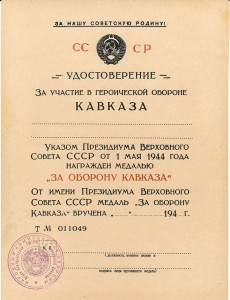 ЗА НАШУ СОВЕТСКУЮ РОДИНУ!
СС СР
УДОСТОВЕРЕНИЕ
ЗА УЧАСТИЕ В ГЕРОИЧЕСКОЙ ОБОРОНЕ
КАВКАЗА
УКАЗОМ ПРЕЗИДИУМА ВЕРХОВНОГО
СОВЕТА СССР ОТ 1 МАЯ 1944 ГОДА
НАГРАЖДЕН МЕДАЛЬЮ
„ЗА ОБОРОНУ КАВКАЗА“
ОТ ИМЕНИ ПРЕЗИДИУМА ВЕРХОВНОГО
СОВЕТА СССР МЕДАЛЬ „ЗА ОБОРОНУ
КАВКАЗА“ ВРУЧЕНА „ “ 194 Г.
Т № 011049